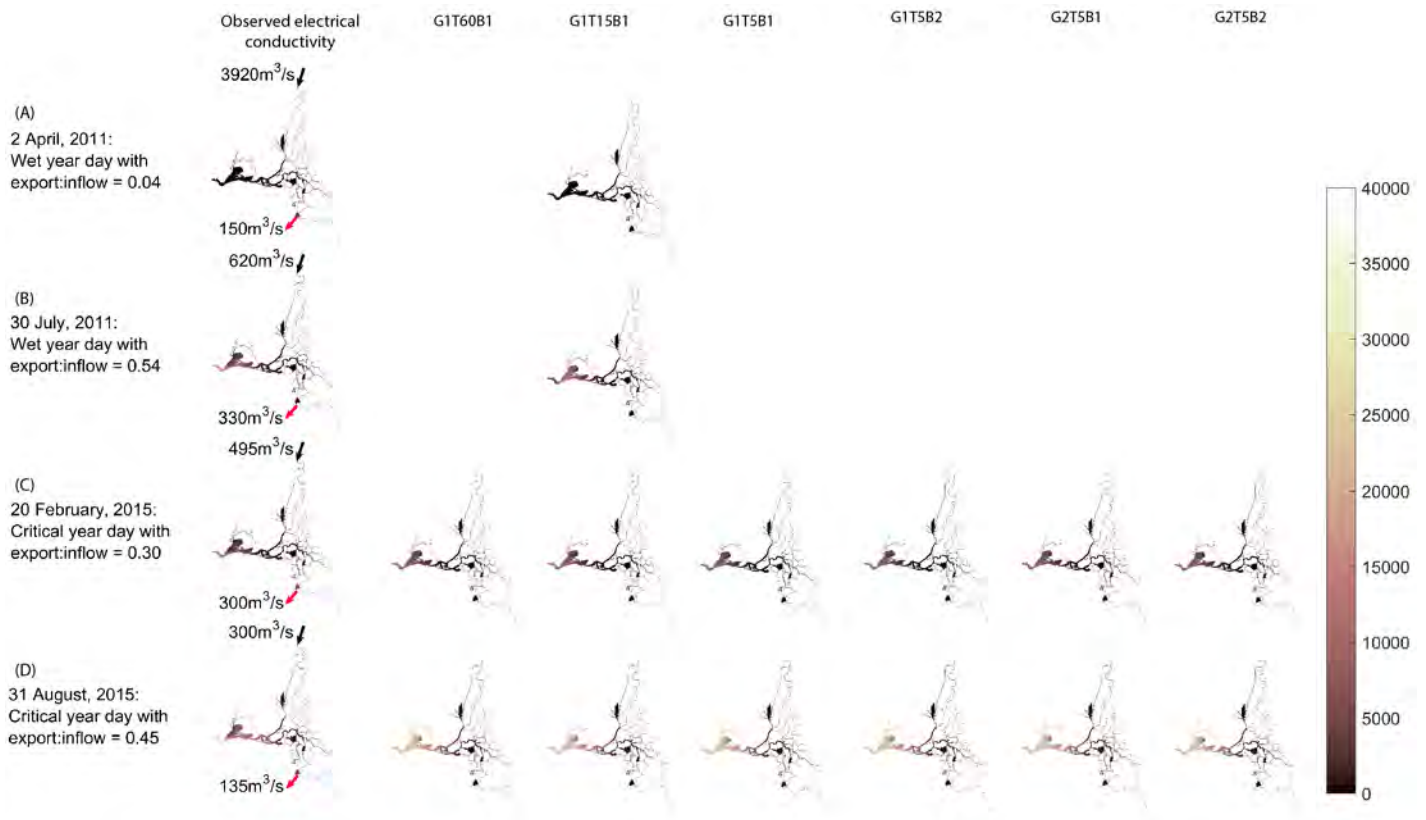 Observed electrical
conductivity
G1T60B1
G1T15B1
G1T5B1
G1T5B2
G2T5B1
G2T5B2
3920m³/s
(A)
2 April, 2011:
Wet year day with
export:inflow = 0.04
150m³/s
620m³/s
(B)
30 July, 2011:
Wet year day with
export:inflow = 0.54
330m³/s
495m³/s
(C)
20 February, 2015:
Critical year day with
export:inflow = 0.30
300m³/s
300m³/s
(D)
31 August, 2015:
Critical year day with
export:inflow = 0.45
135m³/s
40000
35000
30000
25000
20000
15000
10000
5000
0